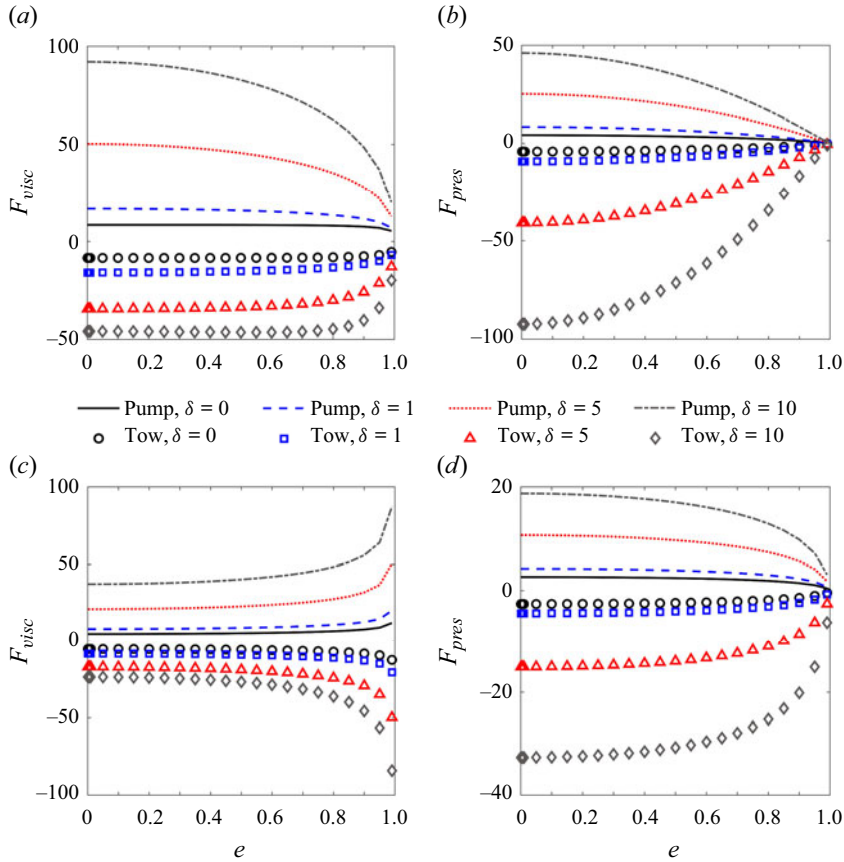 (a)
(b)
100
50
0
–50
F_visc
50
0
–50
–100
F_pres
0 0.2 0.4 0.6 0.8 1.0
0 0.2 0.4 0.6 0.8 1.0
Pump, δ = 0 Pump, δ = 1 Pump, δ = 5 Pump, δ = 10
Tow, δ = 0 Tow, δ = 1 Tow, δ = 5 Tow, δ = 10
(c)
(d)
100
50
0
–50
–100
F_visc
20
0
–20
–40
F_pres
0 0.2 0.4 0.6 0.8 1.0
0 0.2 0.4 0.6 0.8 1.0
e
e